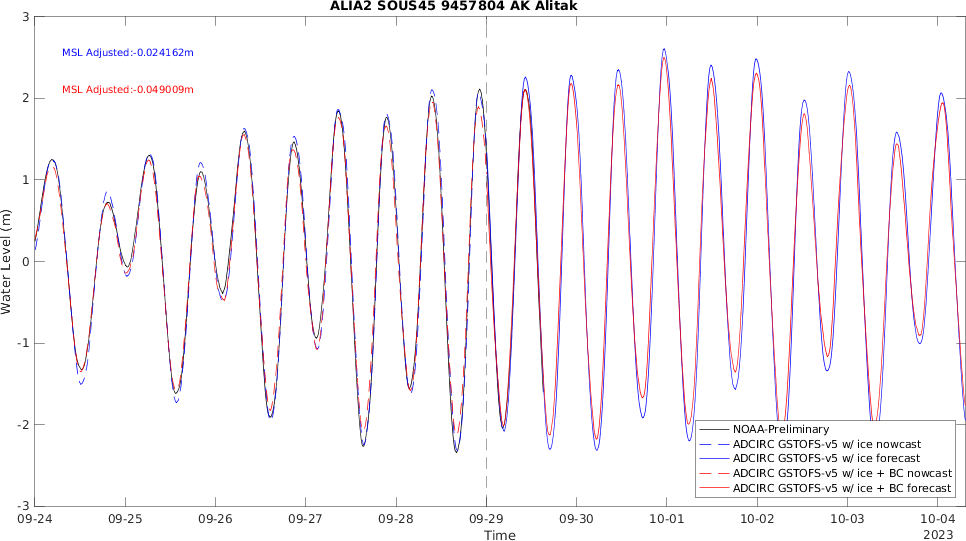 ALIA2 SOUS45 9457804 AK Alitak
MSL Adjusted:-0.024162m
MSL Adjusted:-0.049009m
Water Level (m)
3
2
1
0
-1
-2
-3
NOAA-Preliminary
ADCIRC GSTOFS-v5 w/ ice nowcast
ADCIRC GSTOFS-v5 w/ ice forecast
ADCIRC GSTOFS-v5 w/ ice + BC nowcast
ADCIRC GSTOFS-v5 w/ ice + BC forecast
09-24 09-25 09-26 09-27 09-28 09-29 09-30 10-01 10-02 10-03 10-04
Time
2023